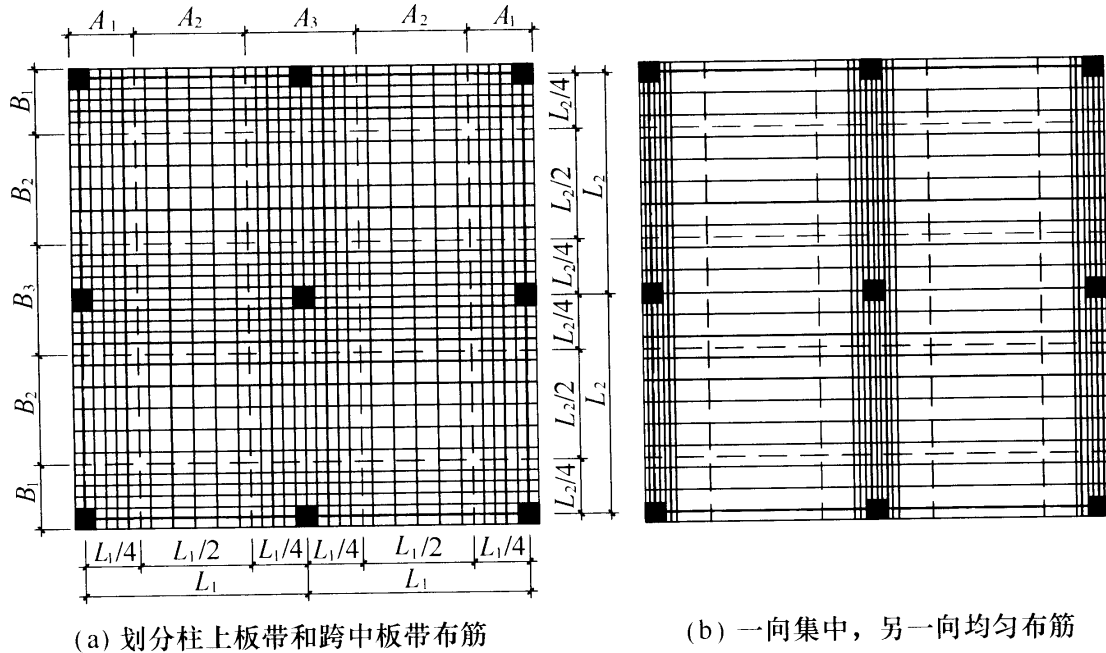 A₁ A₂ A₃ A₂ A₁
B₁
B₂
B₃
B₂
B₁
L₂/4
L₂/2
L₂/4
L₂/4
L₂/2
L₂/4
L₂
L₂
L₁/4 L₁/2 L₁/4 L₁/4 L₁/2 L₁/4
L₁ L₁
(a) 划分柱上板带和跨中板带布筋
(b) 一向集中，另一向均匀布筋